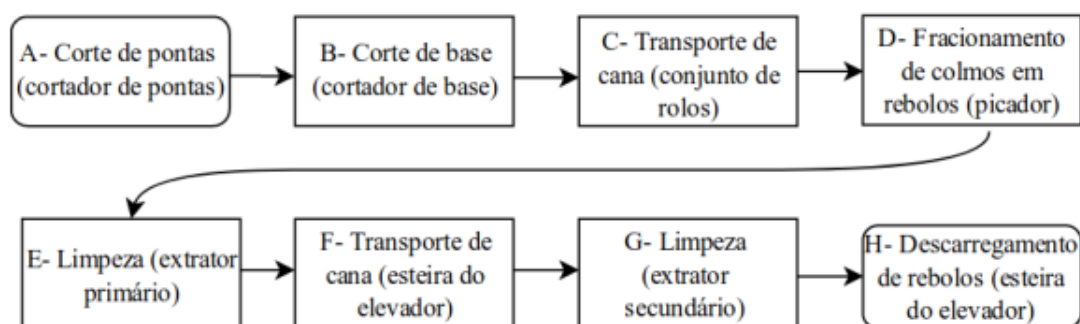 A- Corte de pontas
(cortador de pontas)
B- Corte de base
(cortador de base)
C- Transporte de
cana (conjunto de
rolos)
D- Fracionamento
de colmos em
rebolos (picador)
E- Limpeza (extrator
primário)
F- Transporte de
cana (esteira do
elevador)
G- Limpeza
(extrator
secundário)
H- Descarregamento
de rebolos (esteira
do elevador)